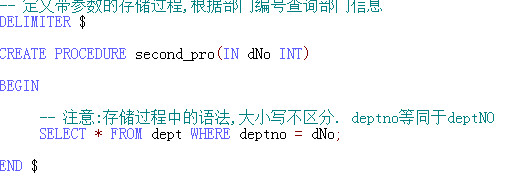 -- 定义带参数的存储过程,根据部门编号查询部门信息
DELIMITER $
CREATE PROCEDURE second_pro(IN dNo INT)
BEGIN
-- 注意:存储过程中的语法,大小写不区分. deptno等同于deptNO
SELECT * FROM dept WHERE deptno = dNo;
END $